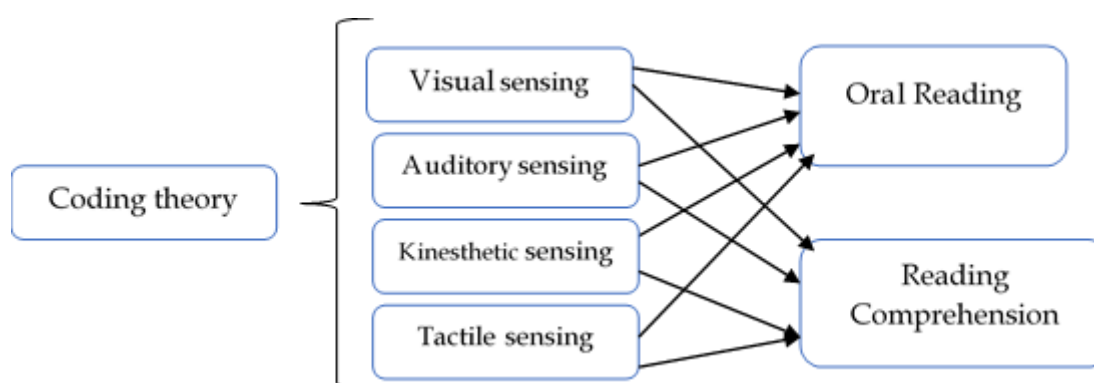 Coding theory
Visual sensing
Auditory sensing
Kinesthetic sensing
Tactile sensing
Oral Reading
Reading
Comprehension